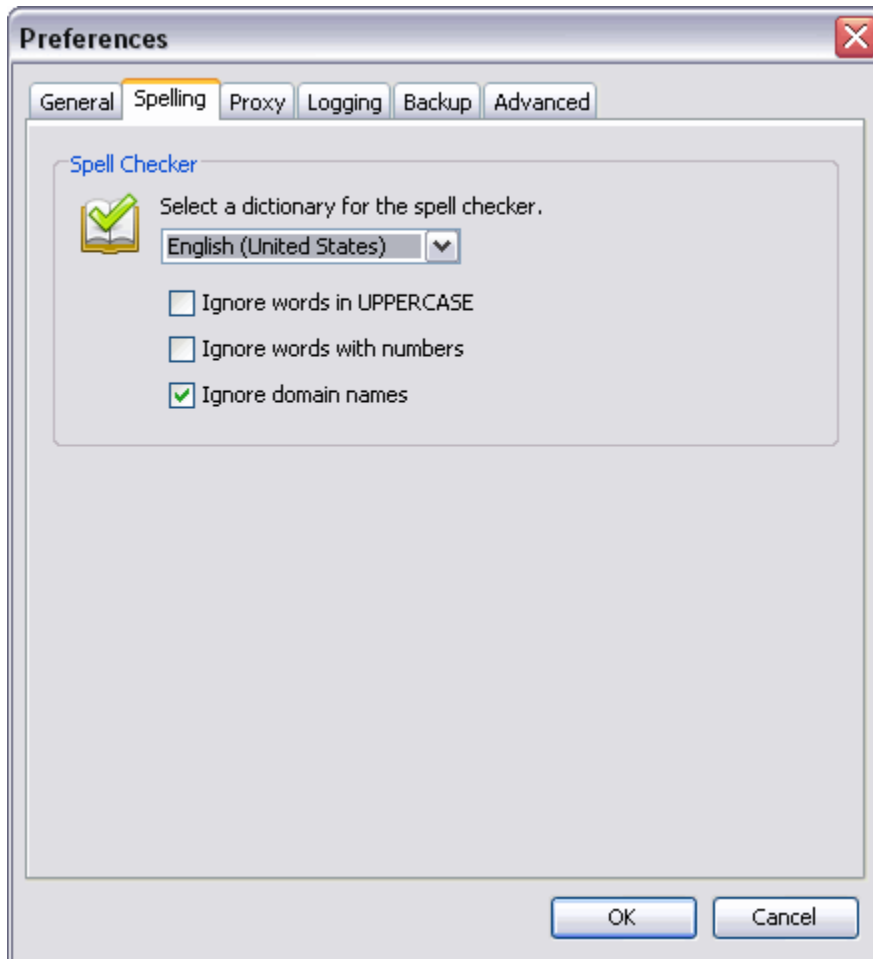 Preferences
General Spelling Proxy Logging Backup Advanced
Spell Checker
Select a dictionary for the spell checker.
English (United States)
Ignore words in UPPERCASE
Ignore words with numbers
Ignore domain names
OK Cancel